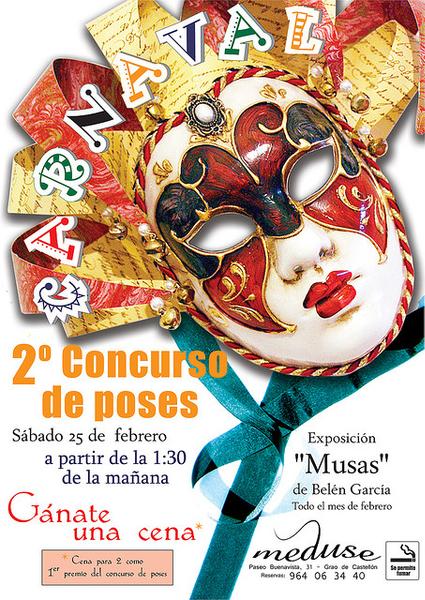 CARNAVAL
2º Concurso
de poses
Sábado 25 de febrero
a partir de la 1:30
de la mañana
Gánate
una cena*
* Cena para 2 como
1er premio del concurso de poses
Exposición
"Musas"
de Belén García
Todo el mes de febrero
meduse
Paseo Buenavista, 31 - Grao de Castellón
Reservas: 964 06 34 40
Se permite
fumar